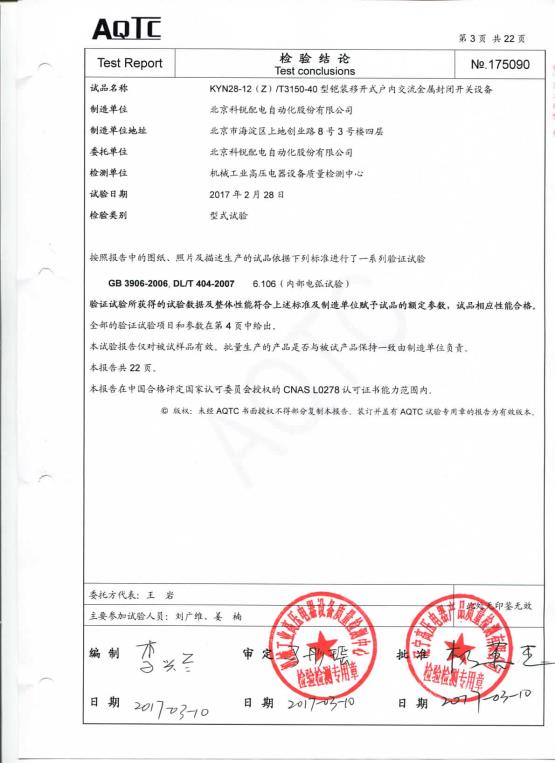 AQTC
第 3 页 共 22 页
Test Report
检 验 结 论
Test conclusions
№.175090
试品名称 KYN28-12（Z）/T3150-40 型铠装移开式户内交流金属封闭开关设备
制造单位 北京科锐配电自动化股份有限公司
制造单位地址 北京市海淀区上地创业路 8 号 3 号楼四层
委托单位 北京科锐配电自动化股份有限公司
检测单位 机械工业高压电器设备质量检测中心
试验日期 2017 年 2 月 28 日
检验类别 型式试验
按照报告中的图纸、照片及描述生产的试品依据下列标准进行了一系列验证试验
GB 3906-2006, DL/T 404-2007 6.106（内部电弧试验）
验证试验所获得的试验数据及整体性能符合上述标准及制造单位赋予试品的额定参数，试品相应性能合格。
全部的验证试验项目和参数在第 4 页中给出。
本试验报告仅对被试样品有效。批量生产的产品是否与被试产品保持一致由制造单位负责。
本报告共 22 页。
本报告在中国合格评定国家认可委员会授权的 CNAS L0278 认可证书能力范围内。
© 版权：未经 AQTC 书面授权不得部分复制本报告。装订并盖有 AQTC 试验专用章的报告为有效版本。
AQTC
委托方代表：王 岩
主要参加试验人员：刘广维、姜 楠
此处无印鉴无效
编 制
审 定
批 准
机械工业高压电器设备质量检测中心
检验检测专用章
检验检测专用章
日 期 2017-03-10
日 期 2017-03-10
日 期 2017-03-10